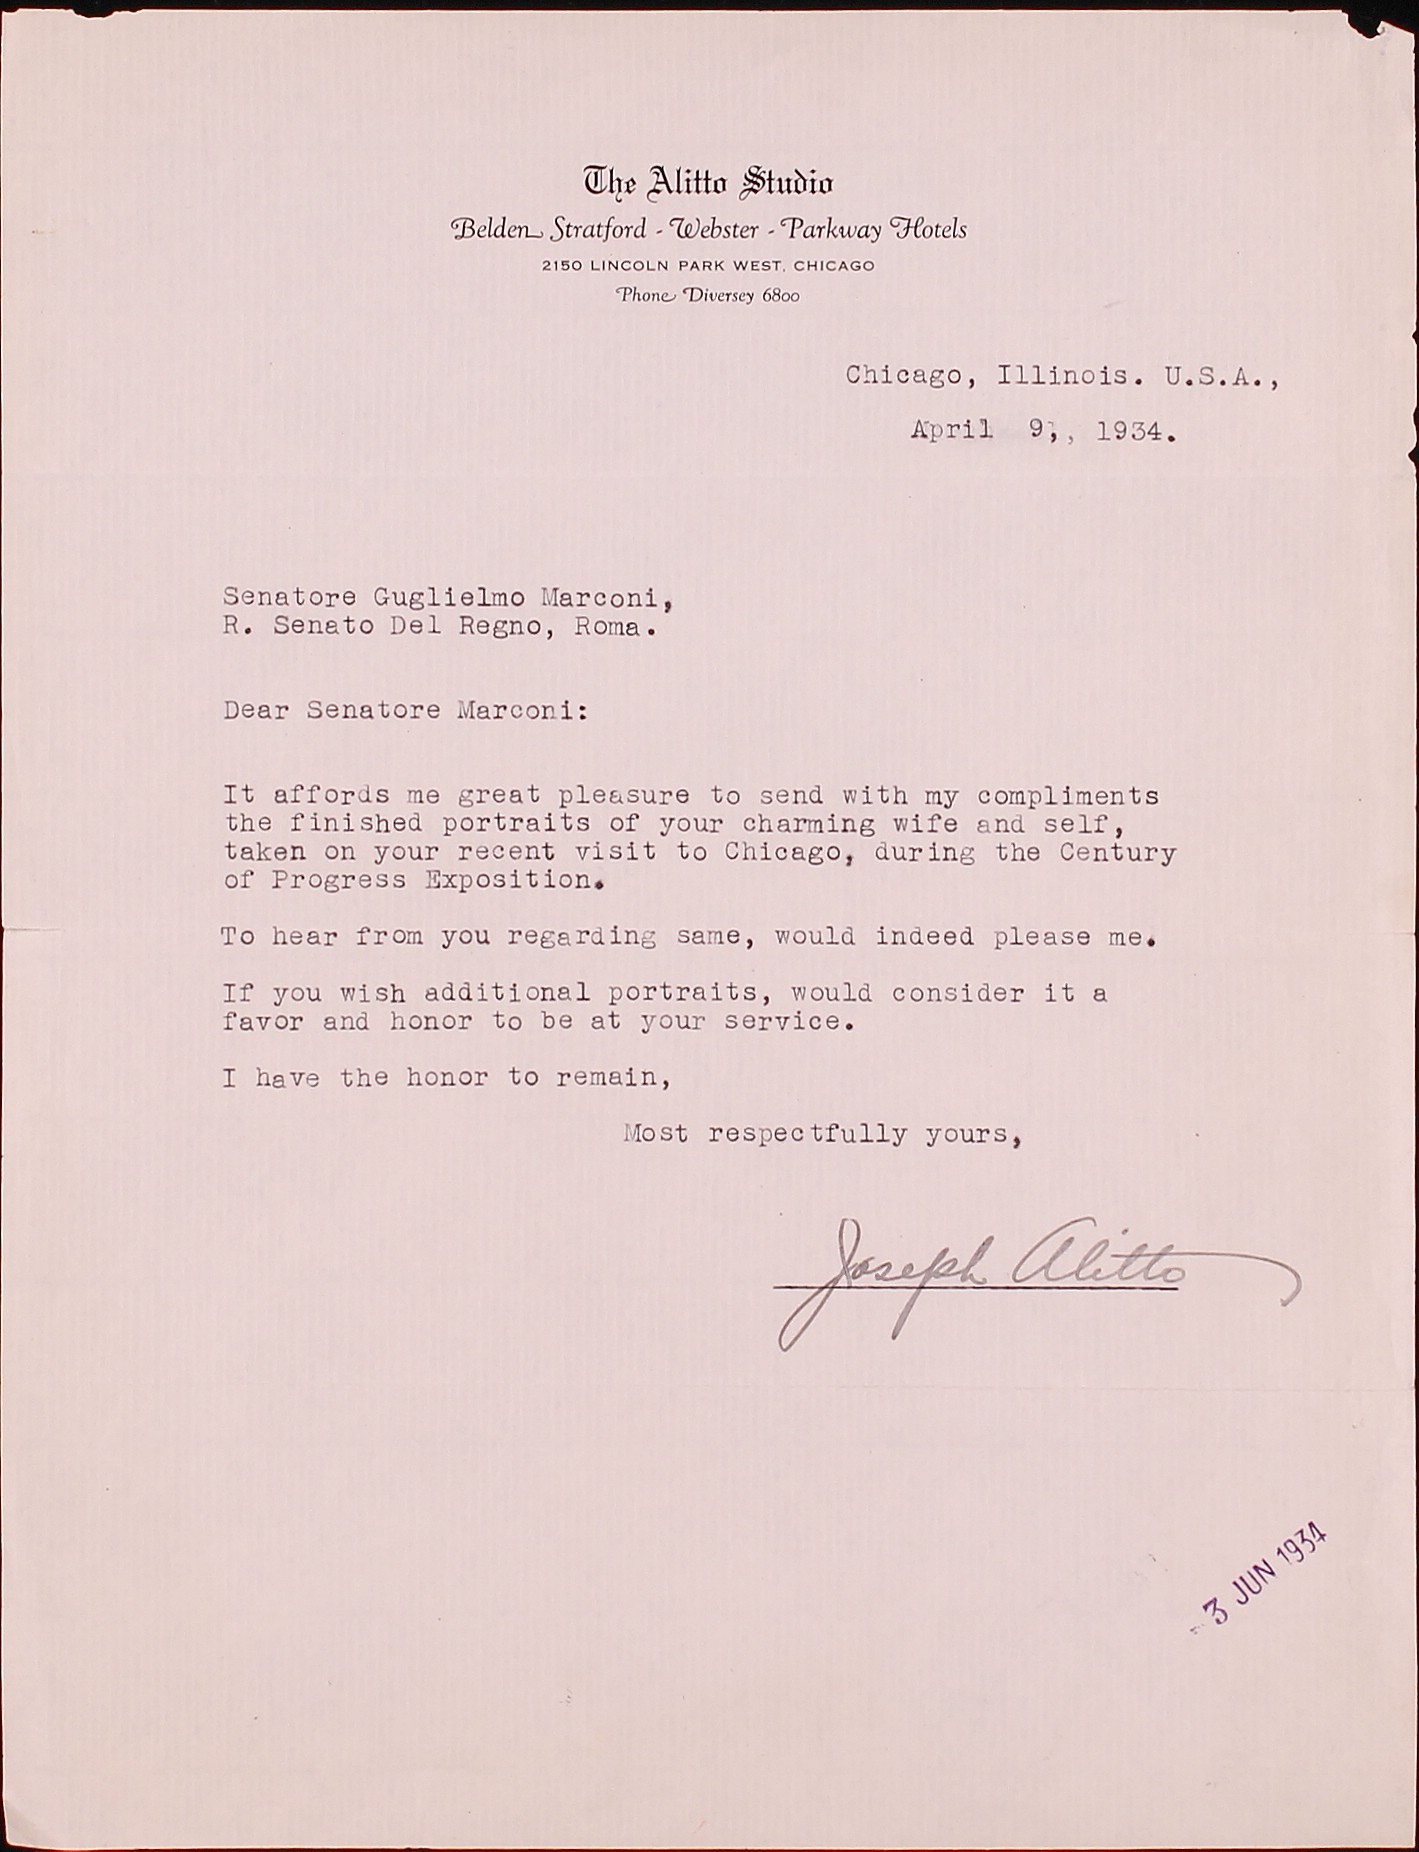 The Alitto Studio
Belden Stratford - Webster - Parkway Hotels
2150 LINCOLN PARK WEST, CHICAGO
Phone Diversey 6800
Chicago, Illinois. U.S.A.,
April 9,, 1934.
Senatore Guglielmo Marconi,
R. Senato Del Regno, Roma.
Dear Senatore Marconi:
It affords me great pleasure to send with my compliments
the finished portraits of your charming wife and self,
taken on your recent visit to Chicago, during the Century
of Progress Exposition.
To hear from you regarding same, would indeed please me.
If you wish additional portraits, would consider it a
favor and honor to be at your service.
I have the honor to remain,
Most respectfully yours,
Joseph Alitto
3 JUN 1934